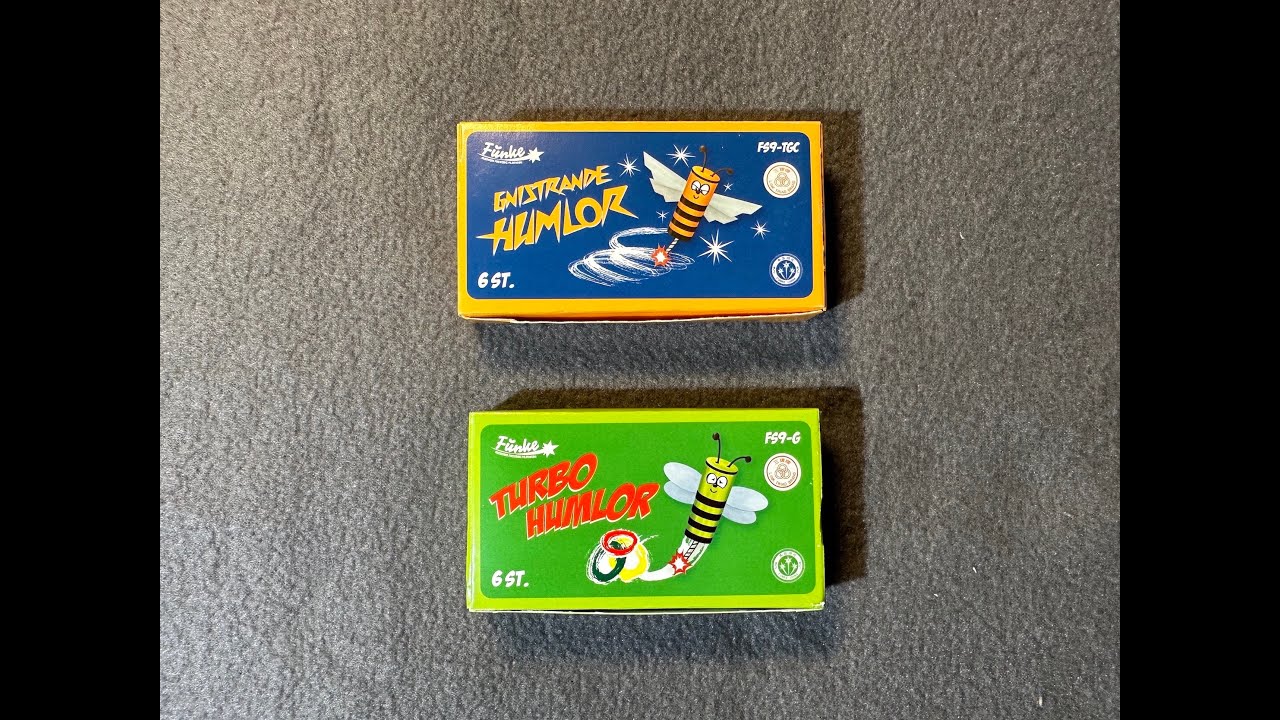 Funke
FS9-TGC
GNISTRANDE
HUMLOR
6 ST.
Funke
FS9-G
TURBO
HUMLOR
6 ST.